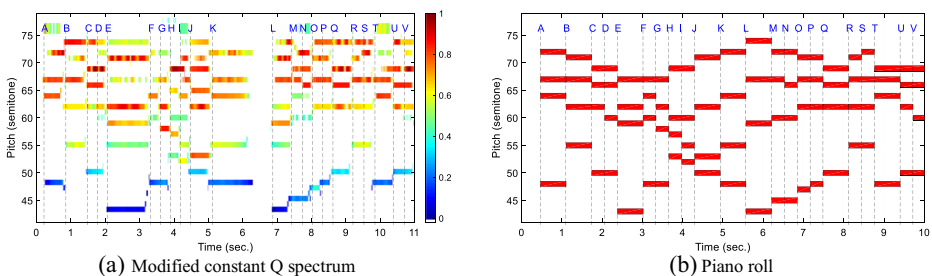 A B C D E F G H I J K L M N O P Q R S T U V
75
70
65
60
55
50
45
Pitch (semitone)
0 1 2 3 4 5 6 7 8 9 10 11
Time (sec.)
1
0.8
0.6
0.4
0.2
0
(a) Modified constant Q spectrum
A B C D E F G H I J K L M N O P Q R S T U V
75
70
65
60
55
50
45
Pitch (semitone)
0 1 2 3 4 5 6 7 8 9 10
Time (sec.)
(b) Piano roll